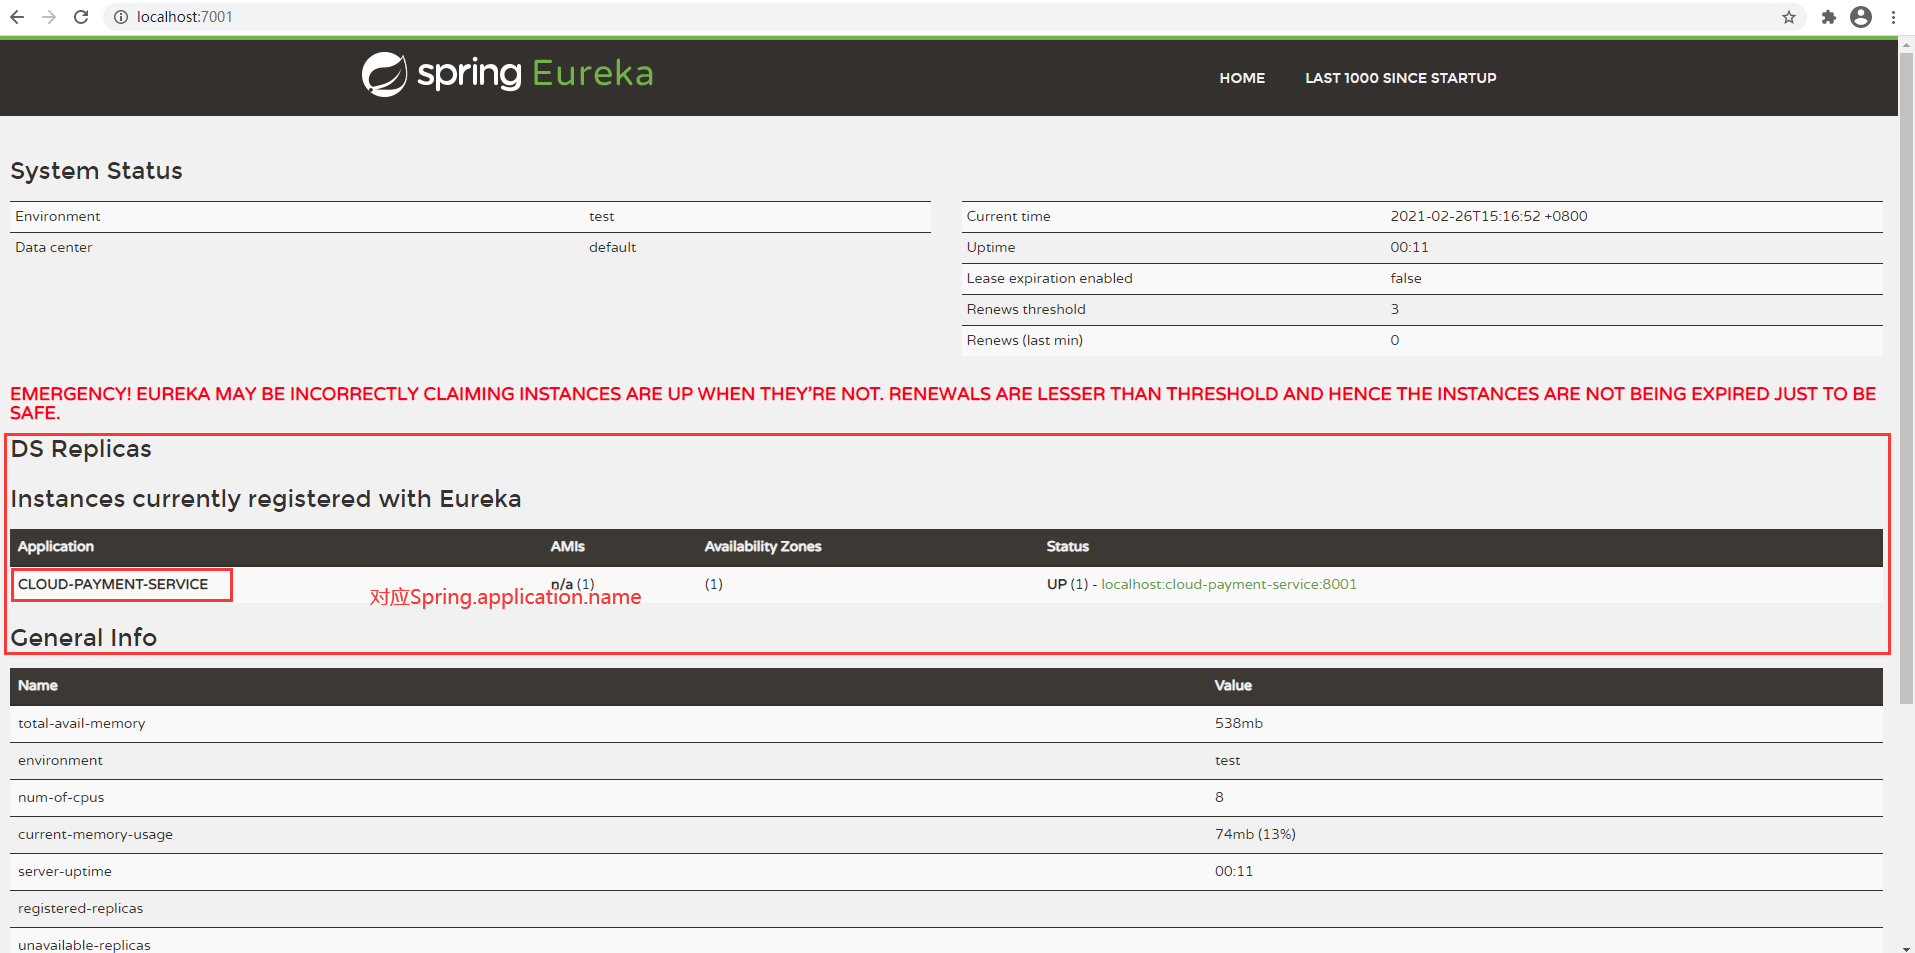 localhost:7001
spring Eureka
HOME LAST 1000 SINCE STARTUP
System Status
Environment test
Data center default
Current time 2021-02-26T15:16:52 +0800
Uptime 00:11
Lease expiration enabled false
Renews threshold 3
Renews (last min) 0
EMERGENCY! EUREKA MAY BE INCORRECTLY CLAIMING INSTANCES ARE UP WHEN THEY'RE NOT. RENEWALS ARE LESSER THAN THRESHOLD AND HENCE THE INSTANCES ARE NOT BEING EXPIRED JUST TO BE
SAFE.
DS Replicas
Instances currently registered with Eureka
Application AMIs Availability Zones Status
CLOUD-PAYMENT-SERVICE n/a (1) (1) UP (1) - localhost:cloud-payment-service:8001
对应Spring.application.name
General Info
Name Value
total-avail-memory 538mb
environment test
num-of-cpus 8
current-memory-usage 74mb (13%)
server-uptime 00:11
registered-replicas
unavailable-replicas